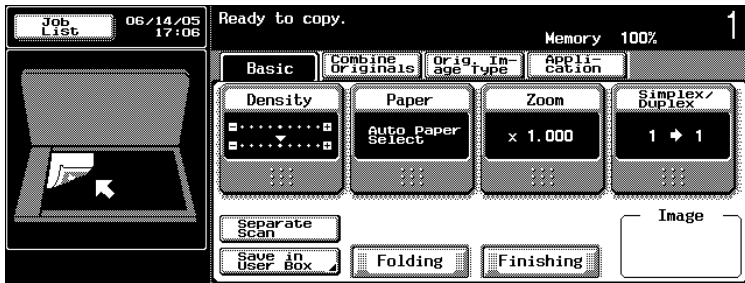 Job
List
06/14/05
17:06
Ready to copy.
1
Memory 100%
Basic
Combine
Originals
Orig. Im-
age Type
Appli-
cation
Density
Paper
Zoom
Simplex/
Duplex
Auto Paper
Select
× 1.000
1 → 1
Separate
Scan
Save in
User Box
Folding
Finishing
Image